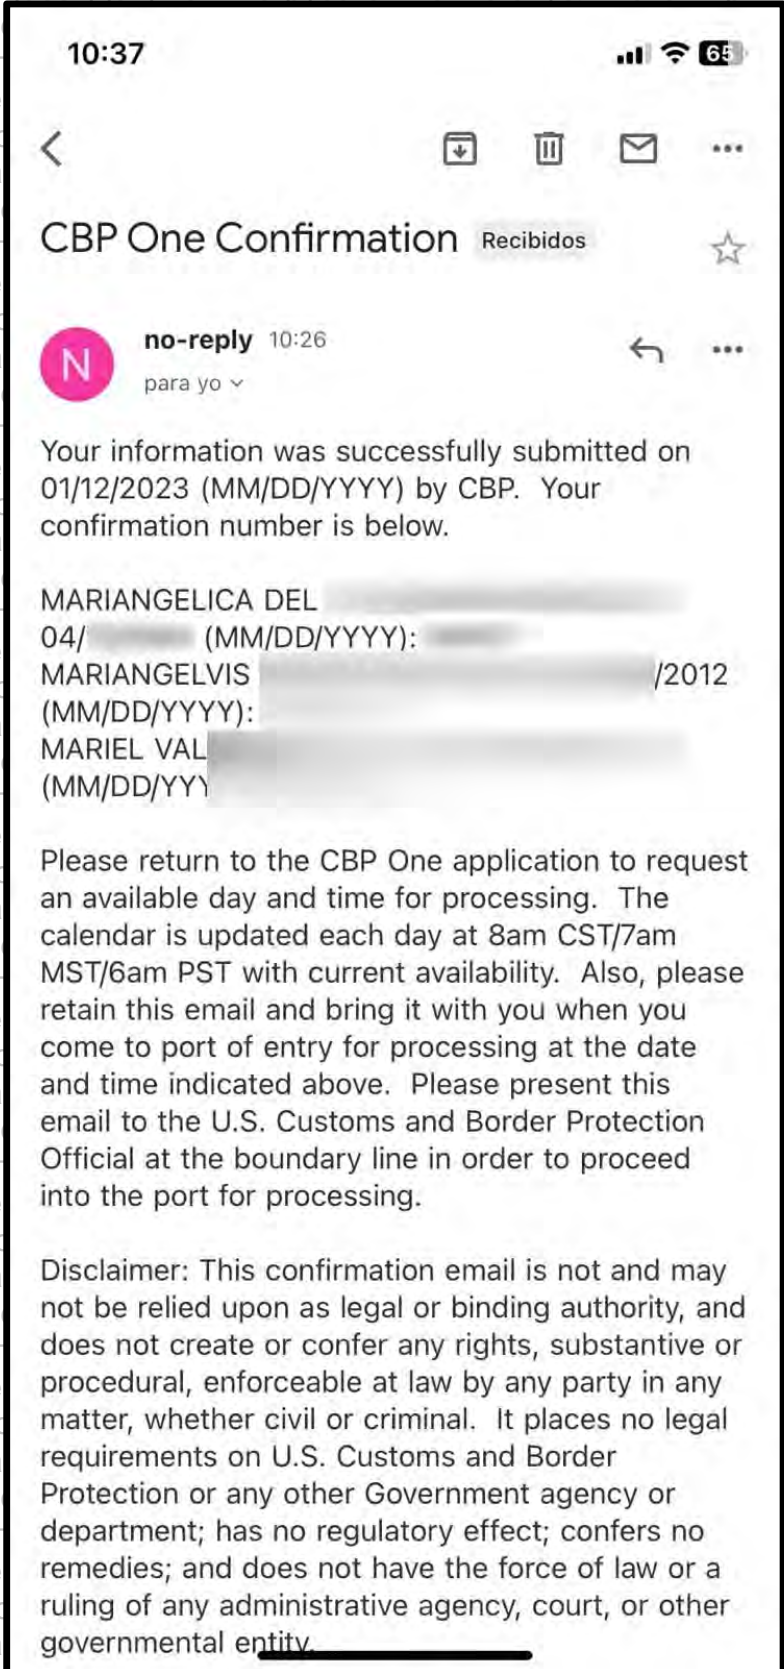 10:37
65
CBP One Confirmation Recibidos
N
no-reply 10:26
para yo
Your information was successfully submitted on
01/12/2023 (MM/DD/YYYY) by CBP. Your
confirmation number is below.
MARIANGELICA DEL
04/ (MM/DD/YYYY):
MARIANGELVIS /2012
(MM/DD/YYYY):
MARIEL VAL
(MM/DD/YYY
Please return to the CBP One application to request
an available day and time for processing. The
calendar is updated each day at 8am CST/7am
MST/6am PST with current availability. Also, please
retain this email and bring it with you when you
come to port of entry for processing at the date
and time indicated above. Please present this
email to the U.S. Customs and Border Protection
Official at the boundary line in order to proceed
into the port for processing.
Disclaimer: This confirmation email is not and may
not be relied upon as legal or binding authority, and
does not create or confer any rights, substantive or
procedural, enforceable at law by any party in any
matter, whether civil or criminal. It places no legal
requirements on U.S. Customs and Border
Protection or any other Government agency or
department; has no regulatory effect; confers no
remedies; and does not have the force of law or a
ruling of any administrative agency, court, or other
governmental entity.